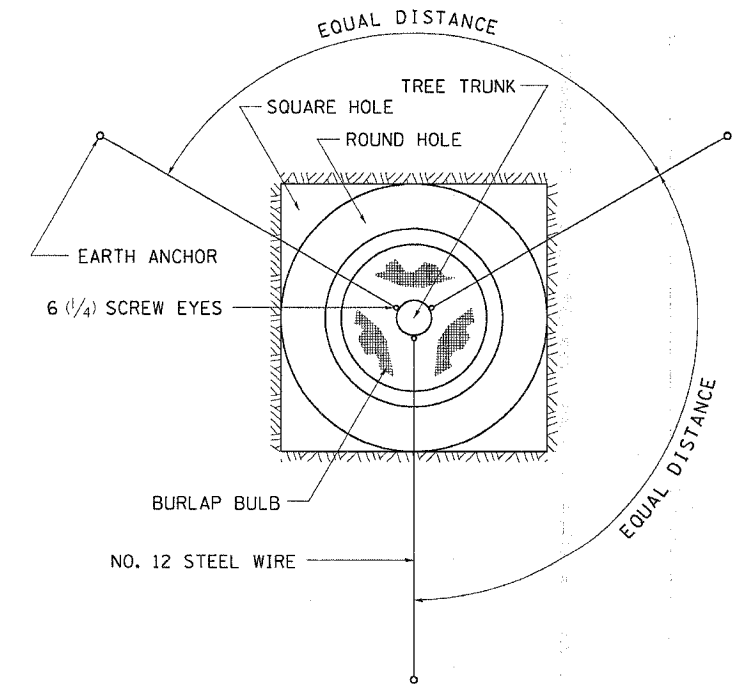 EQUAL DISTANCE
TREE TRUNK
SQUARE HOLE
ROUND HOLE
EARTH ANCHOR
6 (1/4) SCREW EYES
EQUAL DISTANCE
BURLAP BULB
NO. 12 STEEL WIRE